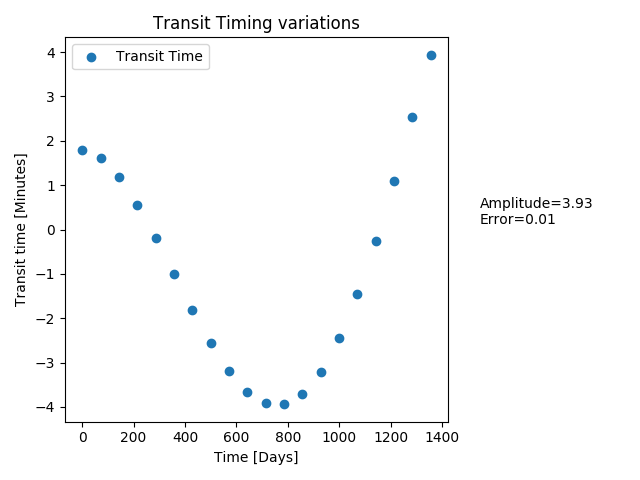 Transit Timing variations
Transit Time
Transit time [Minutes]
4
3
2
1
0
−1
−2
−3
−4
0 200 400 600 800 1000 1200 1400
Time [Days]
Amplitude=3.93
Error=0.01